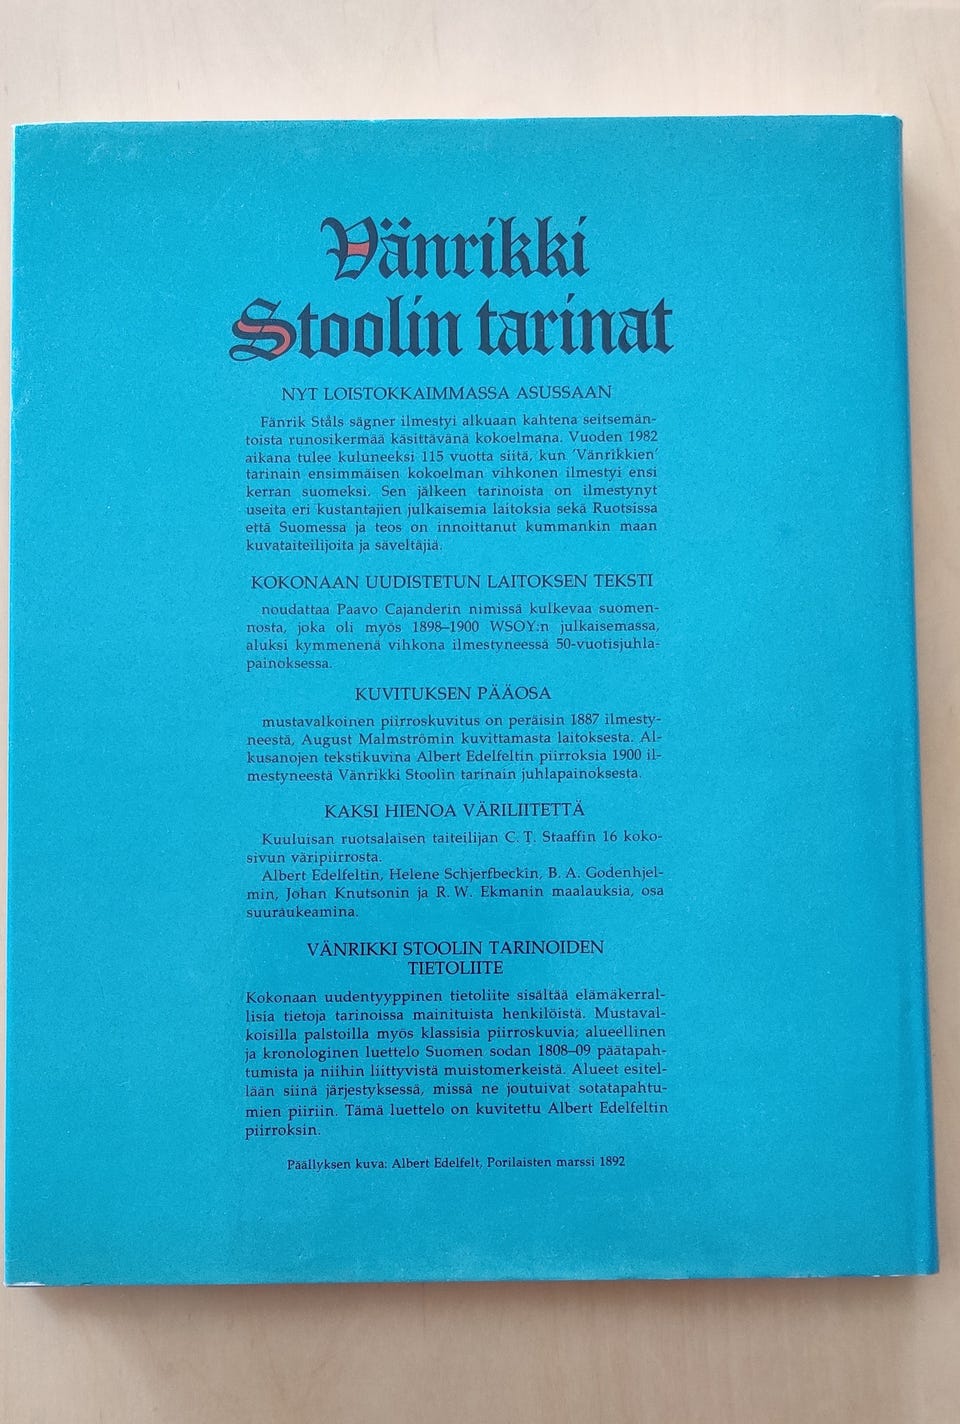 Vänrikki
Stoolin tarinat
NYT LOISTOKKAIMMASSA ASUSSAAN
Fänrik Ståls sägner ilmestyi alkuaan kahtena seitsemän-
toista runosikermää käsittävänä kokoelmana. Vuoden 1982
aikana tulee kuluneeksi 115 vuotta siitä, kun 'Vänrikkien'
tarinain ensimmäisen kokoelman vihkonen ilmestyi ensi
kerran suomeksi. Sen jälkeen tarinoista on ilmestynyt
useita eri kustantajien julkaisemia laitoksia sekä Ruotsissa
että Suomessa ja teos on innoittanut kummankin maan
kuvataiteilijoita ja säveltäjiä.
KOKONAAN UUDISTETUN LAITOKSEN TEKSTI
noudattaa Paavo Cajanderin nimissä kulkevaa suomen-
nosta, joka oli myös 1898–1900 WSOY:n julkaisemassa,
aluksi kymmenenä vihkona ilmestyneessä 50-vuotisjuhla-
painoksessa.
KUVITUKSEN PÄÄOSA
mustavalkoinen piirroskuvitus on peräisin 1887 ilmesty-
neestä, August Malmströmin kuvittamasta laitoksesta. Al-
kusanojen tekstikuvina Albert Edelfeltin piirroksia 1900 il-
mestyneestä Vänrikki Stoolin tarinain juhlapainoksesta.
KAKSI HIENOA VÄRILIITETTÄ
Kuuluisan ruotsalaisen taiteilijan C. T. Staaffin 16 koko-
sivun väripiirrosta.
Albert Edelfeltin, Helene Schjerfbeckin, B. A. Godenhjel-
min, Johan Knutsonin ja R. W. Ekmanin maalauksia, osa
suuraukeamina.
VÄNRIKKI STOOLIN TARINOIDEN
TIETOLIITE
Kokonaan uudentyyppinen tietoliite sisältää elämäkerral-
lisia tietoja tarinoissa mainituista henkilöistä. Mustaval-
koisilla palstoilla myös klassisia piirroskuvia; alueellinen
ja kronologinen luettelo Suomen sodan 1808–09 päätapah-
tumista ja niihin liittyvistä muistomerkeistä. Alueet esitel-
lään siinä järjestyksessä, missä ne joutuivat sotatapahtu-
mien piiriin. Tämä luettelo on kuvitettu Albert Edelfeltin
piirroksin.
Päällyksen kuva: Albert Edelfelt, Porilaisten marssi 1892